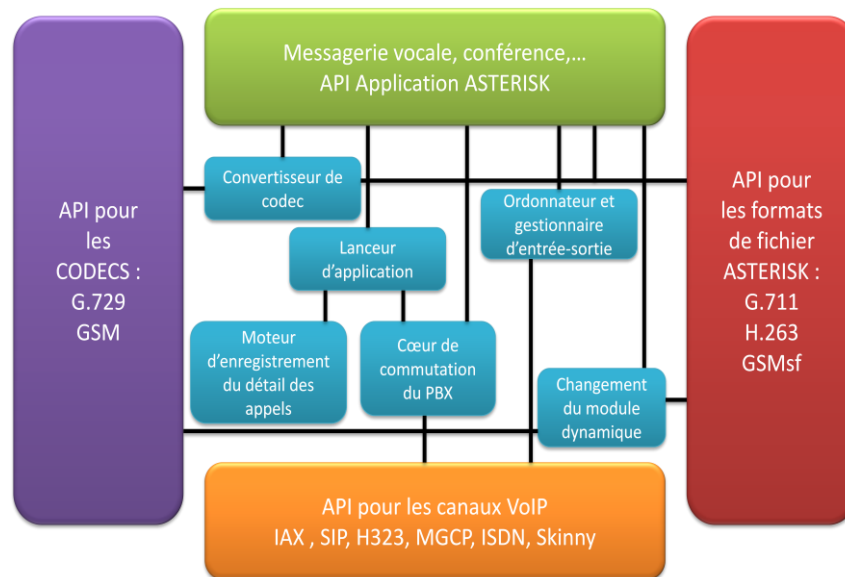 Messagerie vocale, conférence,...
API Application ASTERISK
API pour
les
CODECS :
G.729
GSM
Convertisseur de
codec
Ordonnateur et
gestionnaire
d'entrée-sortie
API pour
les formats
de fichier
ASTERISK :
G.711
H.263
GSMsf
Lanceur
d'application
Moteur
d'enregistrement
du détail des
appels
Cœur de
commutation
du PBX
Changement
du module
dynamique
API pour les canaux VoIP
IAX , SIP, H323, MGCP, ISDN, Skinny